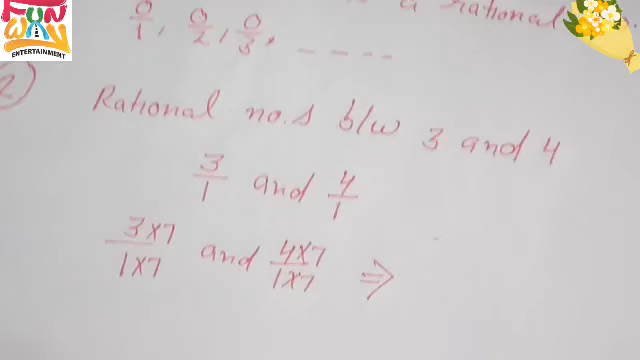 FUN
WAY
ENTERTAINMENT
a rational
0/1, 0/2, 0/3, ----
2)
Rational no.s b/w 3 and 4
3/1 and 4/1
3x7/1x7 and 4x7/1x7 ⇒